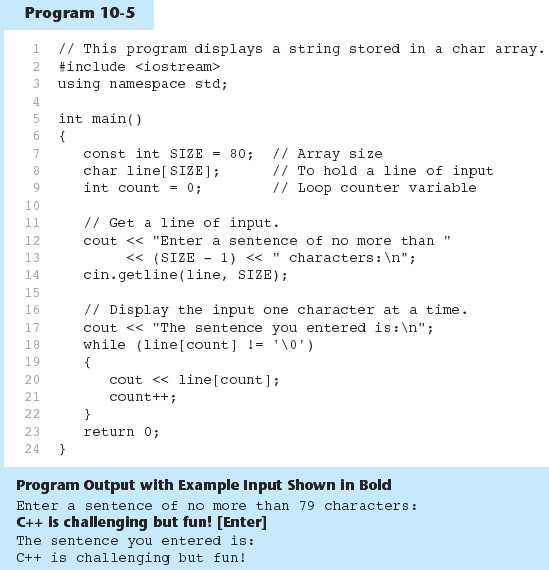 Program 10-5
1 // This program displays a string stored in a char array.
2 #include <iostream>
3 using namespace std;
4
5 int main()
6 {
7    const int SIZE = 80;  // Array size
8    char line[SIZE];      // To hold a line of input
9    int count = 0;        // Loop counter variable
10
11    // Get a line of input.
12    cout << "Enter a sentence of no more than "
13         << (SIZE - 1) << " characters:\n";
14    cin.getline(line, SIZE);
15
16    // Display the input one character at a time.
17    cout << "The sentence you entered is:\n";
18    while (line[count] != '\0')
19    {
20       cout << line[count];
21       count++;
22    }
23    return 0;
24 }
Program Output with Example Input Shown in Bold
Enter a sentence of no more than 79 characters:
C++ is challenging but fun! [Enter]
The sentence you entered is:
C++ is challenging but fun!